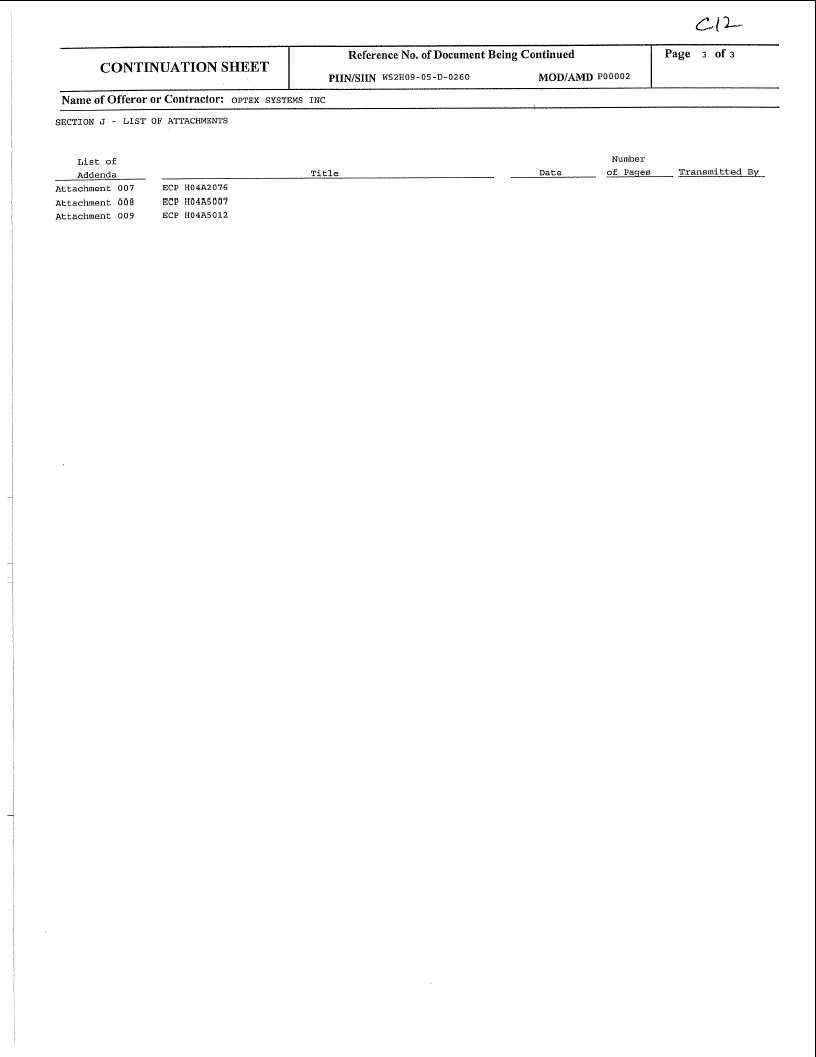 C12
CONTINUATION SHEET
Reference No. of Document Being Continued
PIIN/SIIN W52H09-05-D-0260 MOD/AMD P00002
Page 3 of 3
Name of Offeror or Contractor: OPTEX SYSTEMS INC
SECTION J - LIST OF ATTACHMENTS
List of Number
Addenda Title Date of Pages Transmitted By
Attachment 007 ECP H04A2076
Attachment 008 ECP H04A5007
Attachment 009 ECP H04A5012